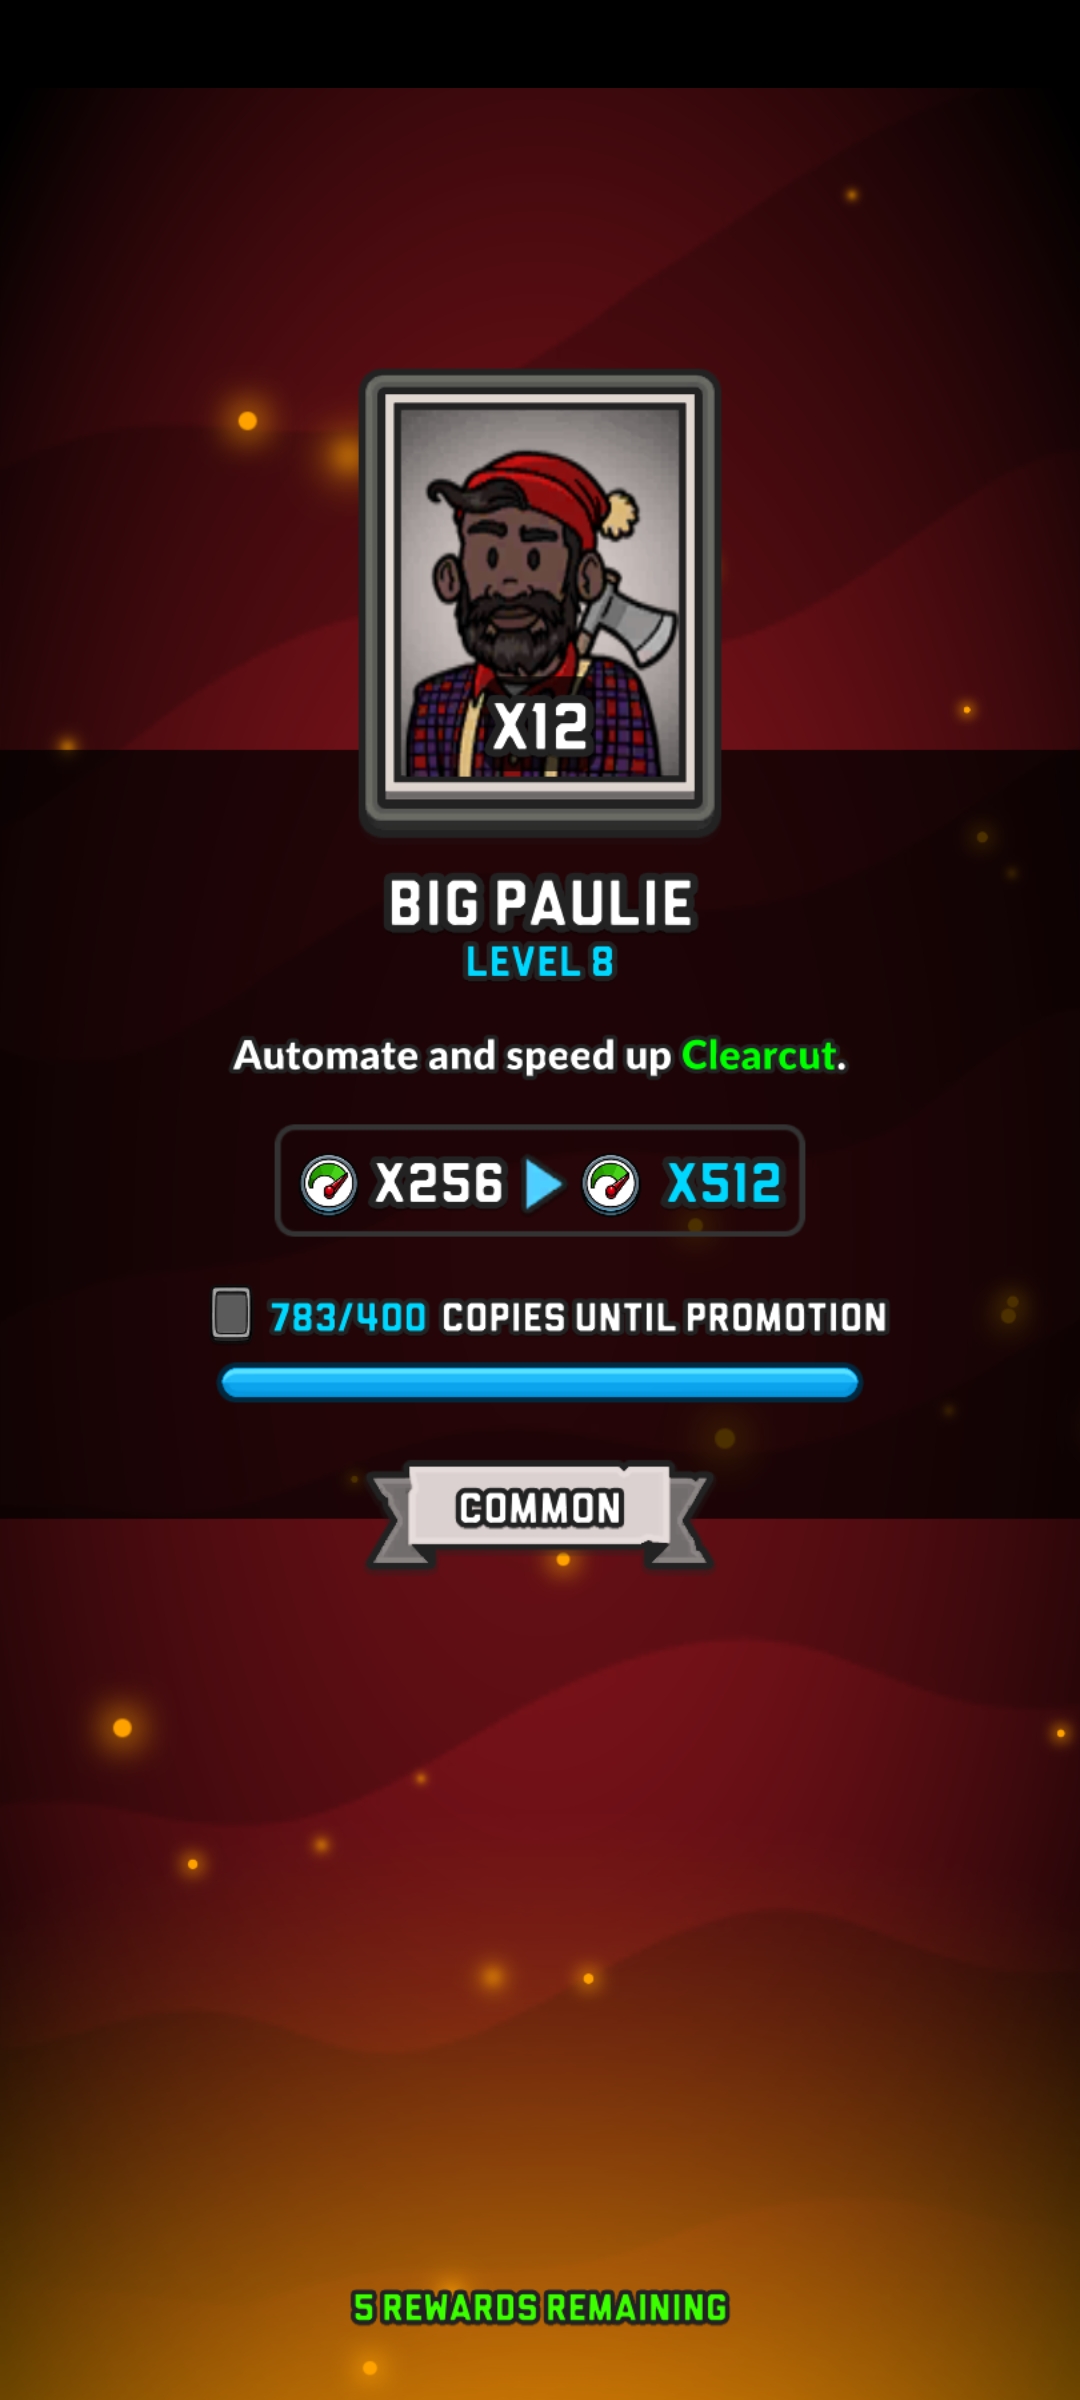 X12
BIG PAULIE
LEVEL 8
Automate and speed up Clearcut.
X256 X512
783/400 COPIES UNTIL PROMOTION
COMMON
5 REWARDS REMAINING